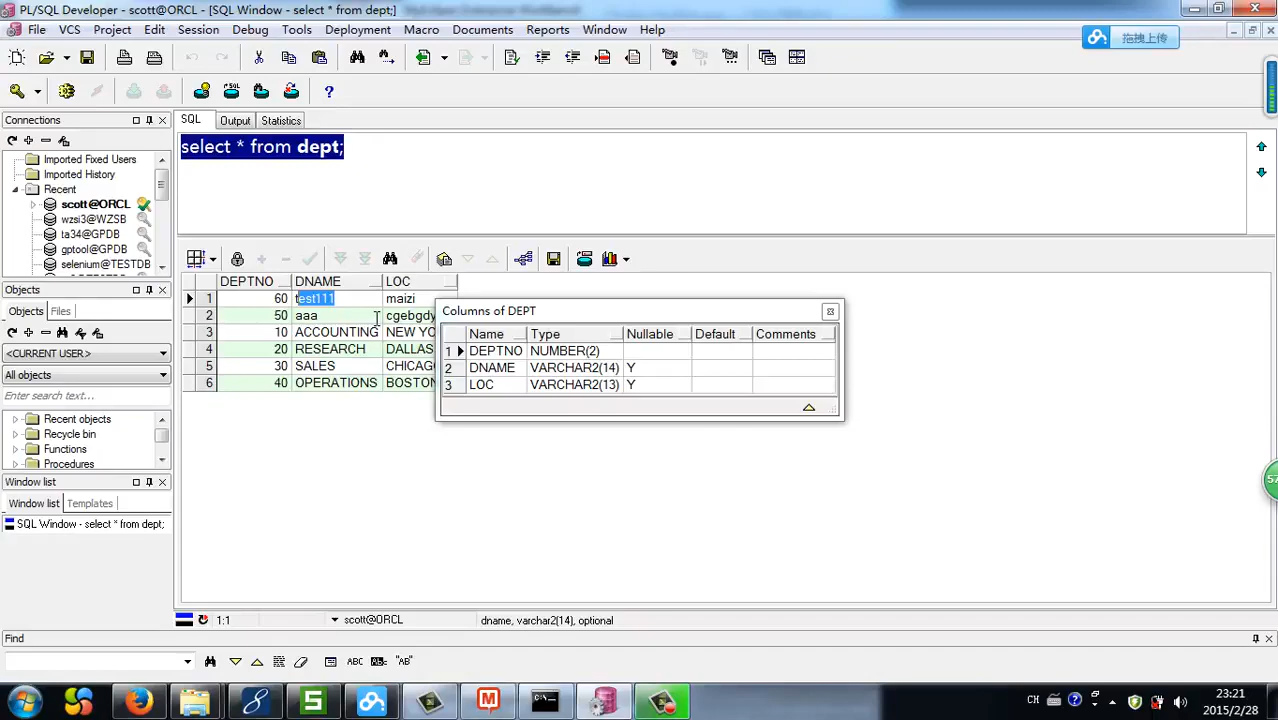 PL/SQL Developer - scott@ORCL - [SQL Window - select * from dept;]
File VCS Project Edit Session Debug Tools Deployment Macro Documents Reports Window Help
拖拽上传
Connections
Imported Fixed Users
Imported History
Recent
scott@ORCL
wzsi3@WZSB
ta34@GPDB
gptool@GPDB
selenium@TESTDB
Objects
Objects Files
<CURRENT USER>
All objects
Enter search text...
Recent objects
Recycle bin
Functions
Procedures
Window list
Window list Templates
SQL Window - select * from dept;
SQL Output Statistics
select * from dept;
DEPTNO DNAME LOC
1 60 test111 maizi
2 50 aaa cgebgdy
3 10 ACCOUNTING NEW YO
4 20 RESEARCH DALLAS
5 30 SALES CHICAGO
6 40 OPERATIONS BOSTON
Columns of DEPT
Name Type Nullable Default Comments
1 DEPTNO NUMBER(2)
2 DNAME VARCHAR2(14) Y
3 LOC VARCHAR2(13) Y
1:1 scott@ORCL dname, varchar2(14), optional
Find
ABC ABc "AB"
CH 23:21
2015/2/28
57